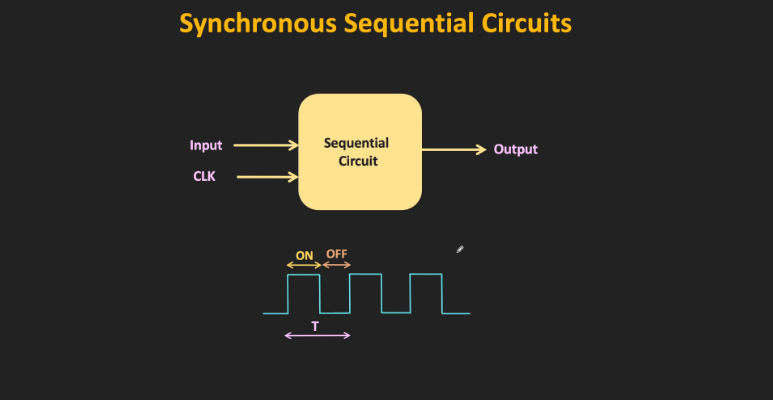 Synchronous Sequential Circuits
Input
CLK
Sequential
Circuit
Output
ON
OFF
T